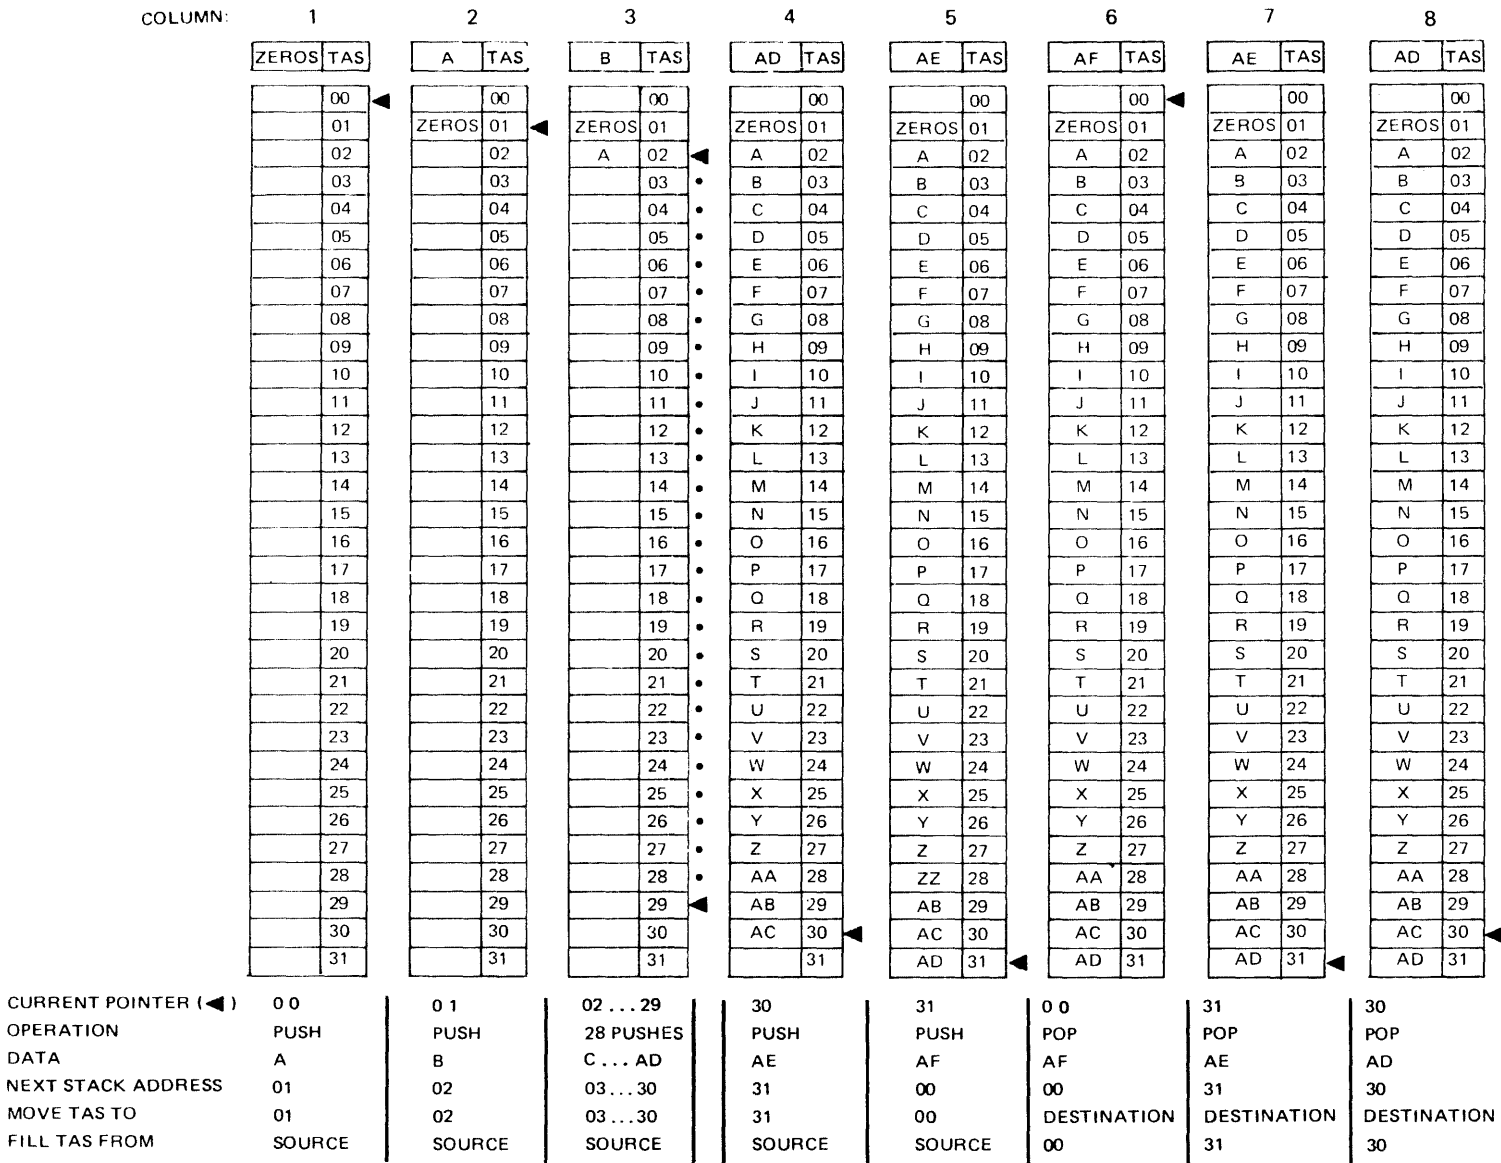 COLUMN: 1 2 3 4 5 6 7 8
ZEROS TAS A TAS B TAS AD TAS AE TAS AF TAS AE TAS AD TAS
00 00 00 00 00 00 00 00
01 ZEROS 01 ZEROS 01 ZEROS 01 ZEROS 01 ZEROS 01 ZEROS 01 ZEROS 01
02 02 A 02 A 02 A 02 A 02 A 02 A 02
03 03 03 B 03 B 03 B 03 B 03 B 03
04 04 04 C 04 C 04 C 04 C 04 C 04
05 05 05 D 05 D 05 D 05 D 05 D 05
06 06 06 E 06 E 06 E 06 E 06 E 06
07 07 07 F 07 F 07 F 07 F 07 F 07
08 08 08 G 08 G 08 G 08 G 08 G 08
09 09 09 H 09 H 09 H 09 H 09 H 09
10 10 10 I 10 I 10 I 10 I 10 I 10
11 11 11 J 11 J 11 J 11 J 11 J 11
12 12 12 K 12 K 12 K 12 K 12 K 12
13 13 13 L 13 L 13 L 13 L 13 L 13
14 14 14 M 14 M 14 M 14 M 14 M 14
15 15 15 N 15 N 15 N 15 N 15 N 15
16 16 16 O 16 O 16 O 16 O 16 O 16
17 17 17 P 17 P 17 P 17 P 17 P 17
18 18 18 Q 18 Q 18 Q 18 Q 18 Q 18
19 19 19 R 19 R 19 R 19 R 19 R 19
20 20 20 S 20 S 20 S 20 S 20 S 20
21 21 21 T 21 T 21 T 21 T 21 T 21
22 22 22 U 22 U 22 U 22 U 22 U 22
23 23 23 V 23 V 23 V 23 V 23 V 23
24 24 24 W 24 W 24 W 24 W 24 W 24
25 25 25 X 25 X 25 X 25 X 25 X 25
26 26 26 Y 26 Y 26 Y 26 Y 26 Y 26
27 27 27 Z 27 Z 27 Z 27 Z 27 Z 27
28 28 28 AA 28 ZZ 28 AA 28 AA 28 AA 28
29 29 29 AB 29 AB 29 AB 29 AB 29 AB 29
30 30 30 AC 30 AC 30 AC 30 AC 30 AC 30
31 31 31 31 AD 31 AD 31 AD 31 AD 31
CURRENT POINTER (◄) 00 01 02...29 30 31 00 31 30
OPERATION PUSH PUSH 28 PUSHES PUSH PUSH POP POP POP
DATA A B C...AD AE AF AF AE AD
NEXT STACK ADDRESS 01 02 03...30 31 00 00 31 30
MOVE TAS TO 01 02 03...30 31 00 DESTINATION DESTINATION DESTINATION
FILL TAS FROM SOURCE SOURCE SOURCE SOURCE SOURCE 00 31 30